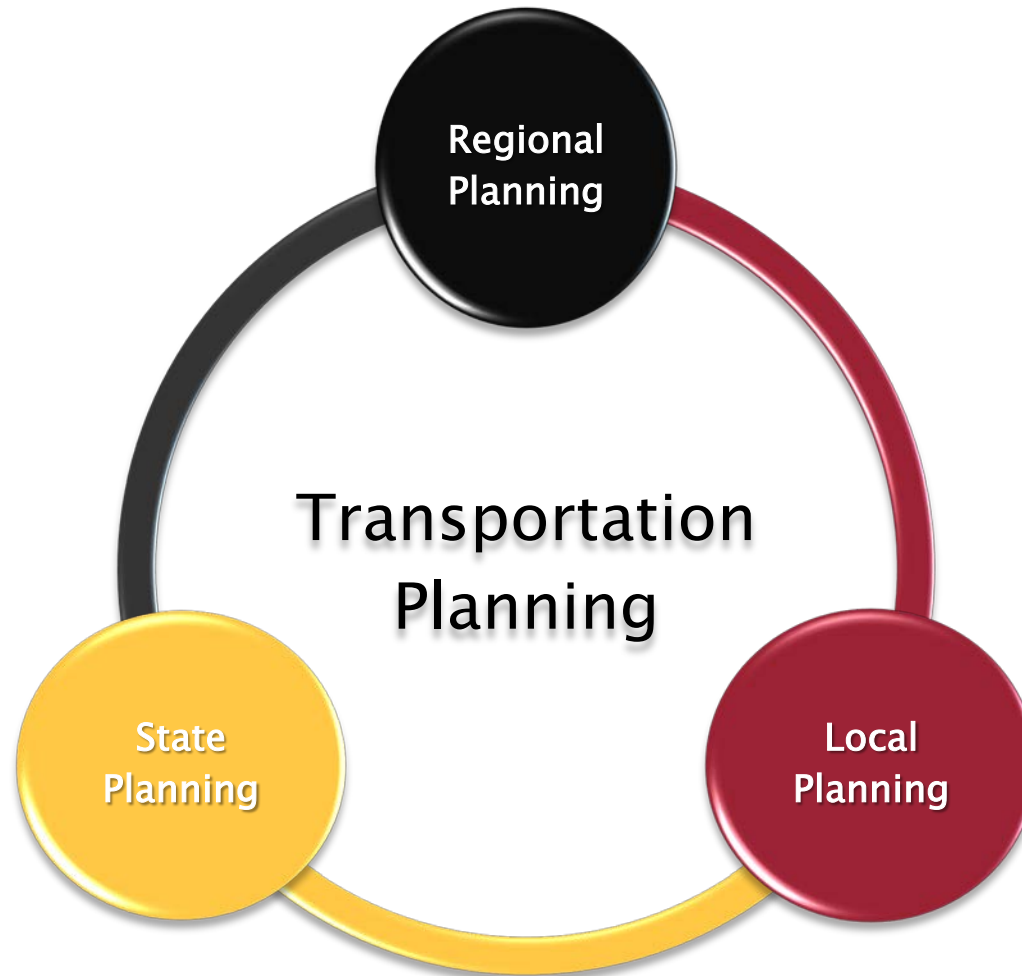 Regional
Planning
Transportation
Planning
State
Planning
Local
Planning